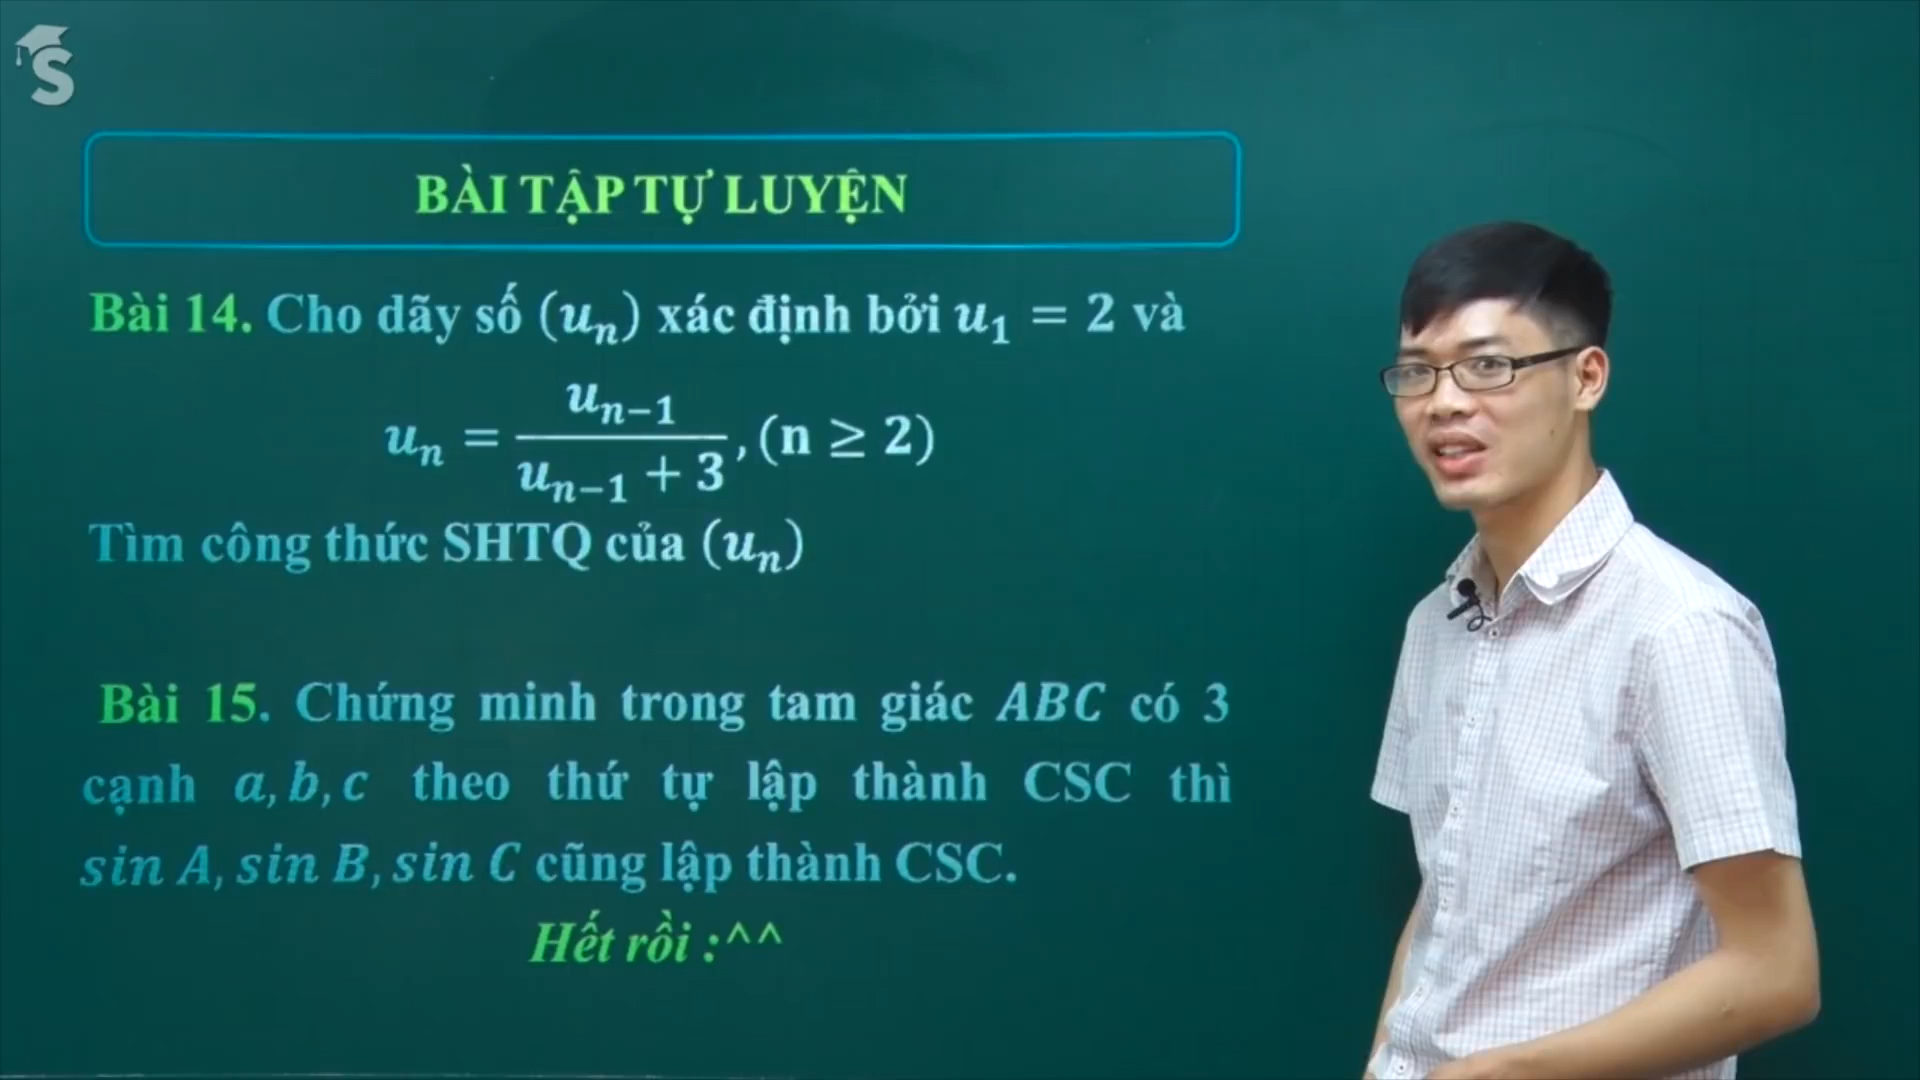 S
BÀI TẬP TỰ LUYỆN
Bài 14. Cho dãy số (uₙ) xác định bởi u₁ = 2 và
uₙ = uₙ₋₁ / (uₙ₋₁ + 3), (n ≥ 2)
Tìm công thức SHTQ của (uₙ)
Bài 15. Chứng minh trong tam giác ABC có 3
cạnh a, b, c theo thứ tự lập thành CSC thì
sin A, sin B, sin C cũng lập thành CSC.
Hết rồi :^^